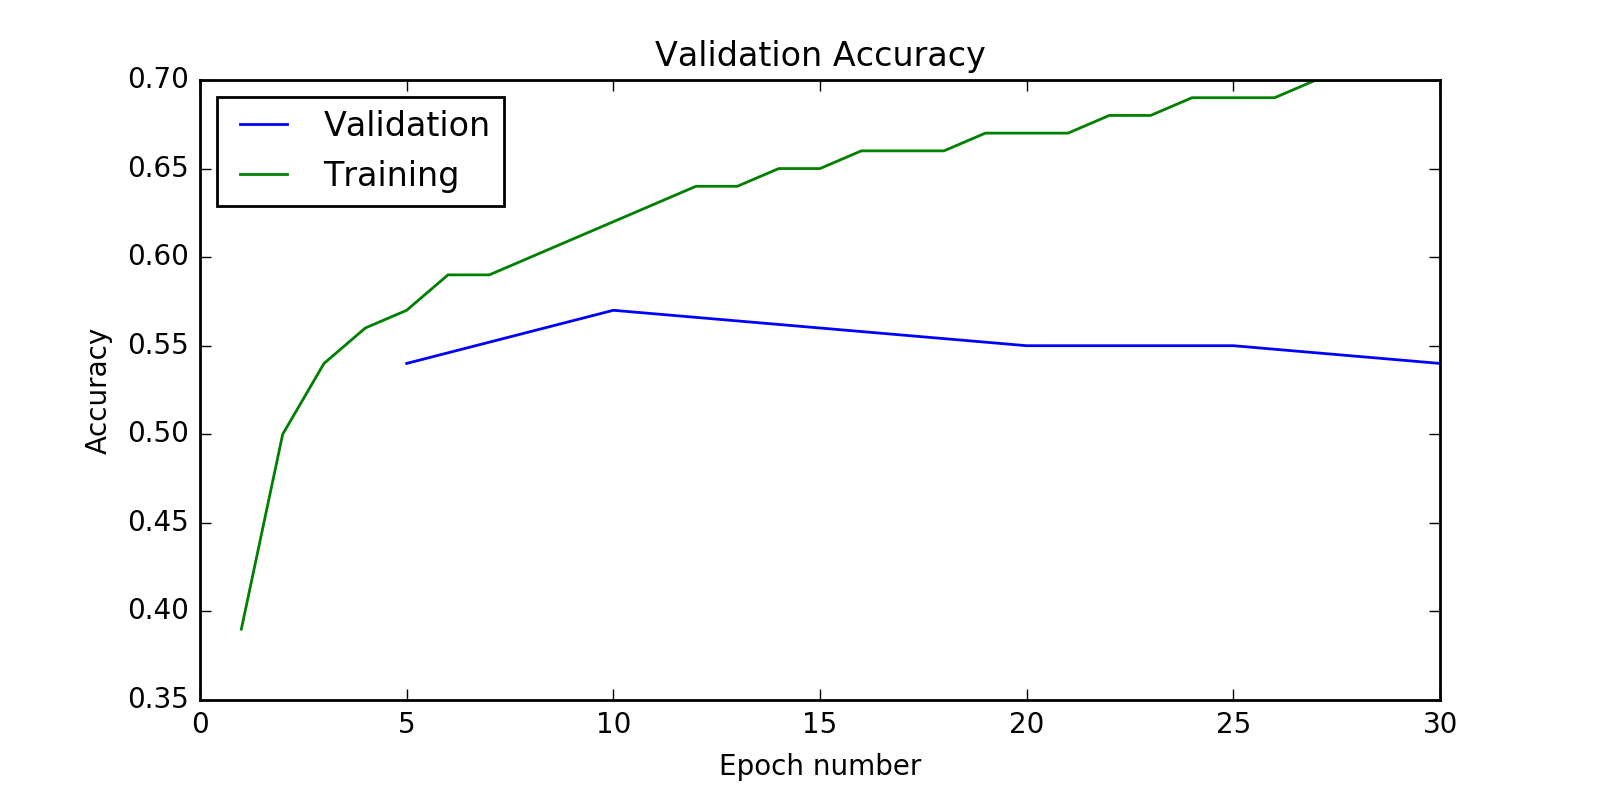 Validation Accuracy
0.70
Validation
Training
0.65
0.60
0.55
0.50
0.45
0.40
0.35
Accuracy
0 5 10 15 20 25 30
Epoch number